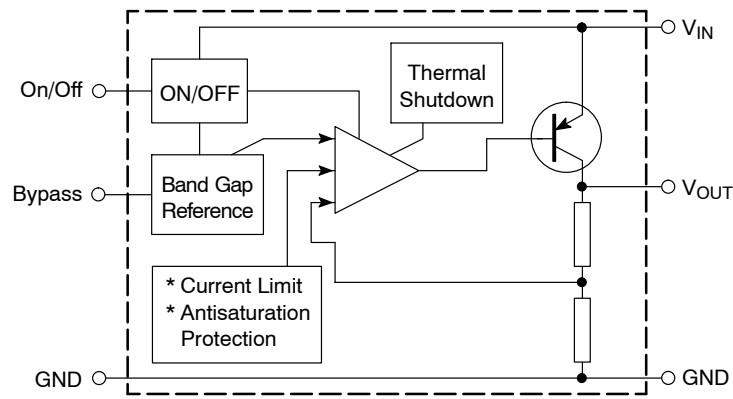 V_IN
On/Off
ON/OFF
Thermal
Shutdown
Bypass
Band Gap
Reference
V_OUT
* Current Limit
* Antisaturation
Protection
GND
GND